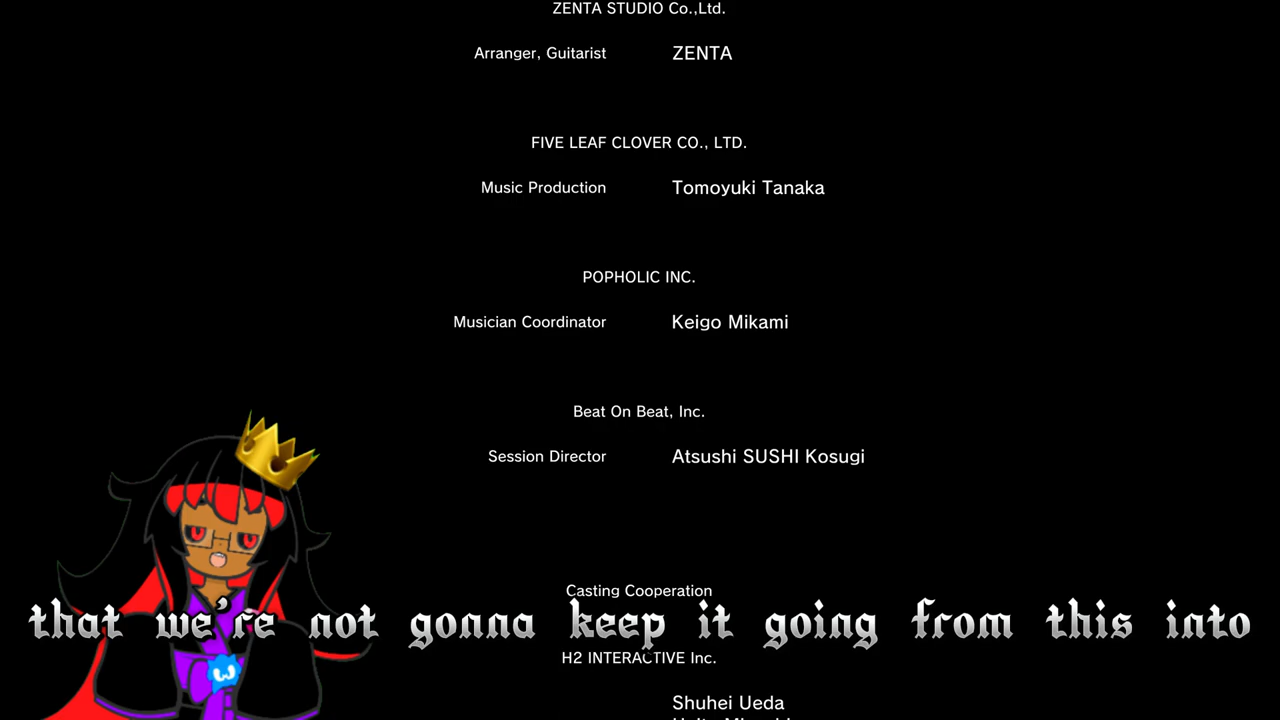 ZENTA STUDIO Co.,Ltd.
Arranger, Guitarist ZENTA
FIVE LEAF CLOVER CO., LTD.
Music Production Tomoyuki Tanaka
POPHOLIC INC.
Musician Coordinator Keigo Mikami
Beat On Beat, Inc.
Session Director Atsushi SUSHI Kosugi
Casting Cooperation
that we're not gonna keep it going from this into
H2 INTERACTIVE Inc.
Shuhei Ueda